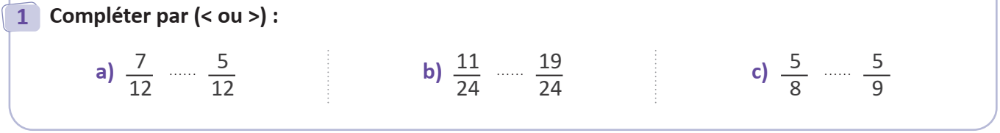 1 Compléter par (< ou >) :
a) 7/12 ...... 5/12 b) 11/24 ...... 19/24 c) 5/8 ...... 5/9